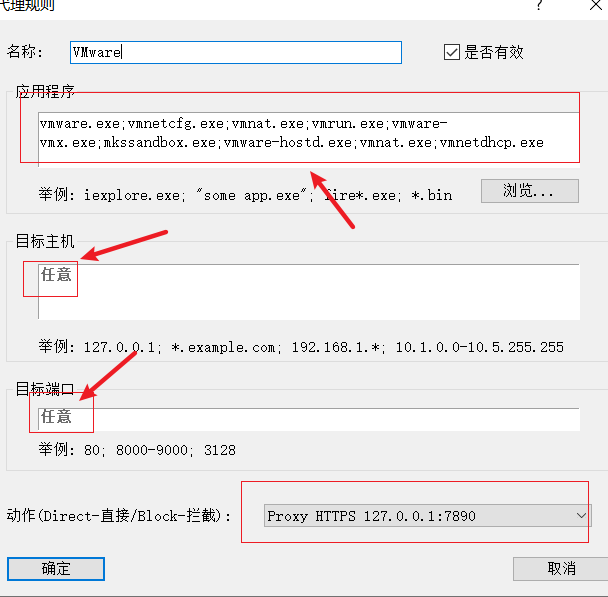 代理规则
名称: VMware 是否有效
应用程序
vmware.exe;vmnetcfg.exe;vmnat.exe;vmrun.exe;vmware-
vmx.exe;mkssandbox.exe;vmware-hostd.exe;vmnat.exe;vmnetdhcp.exe
举例: iexplore.exe; "some app.exe"; fire*.exe; *.bin 浏览...
目标主机
任意
举例: 127.0.0.1; *.example.com; 192.168.1.*; 10.1.0.0-10.5.255.255
目标端口
任意
举例: 80; 8000-9000; 3128
动作(Direct-直接/Block-拦截): Proxy HTTPS 127.0.0.1:7890
确定 取消